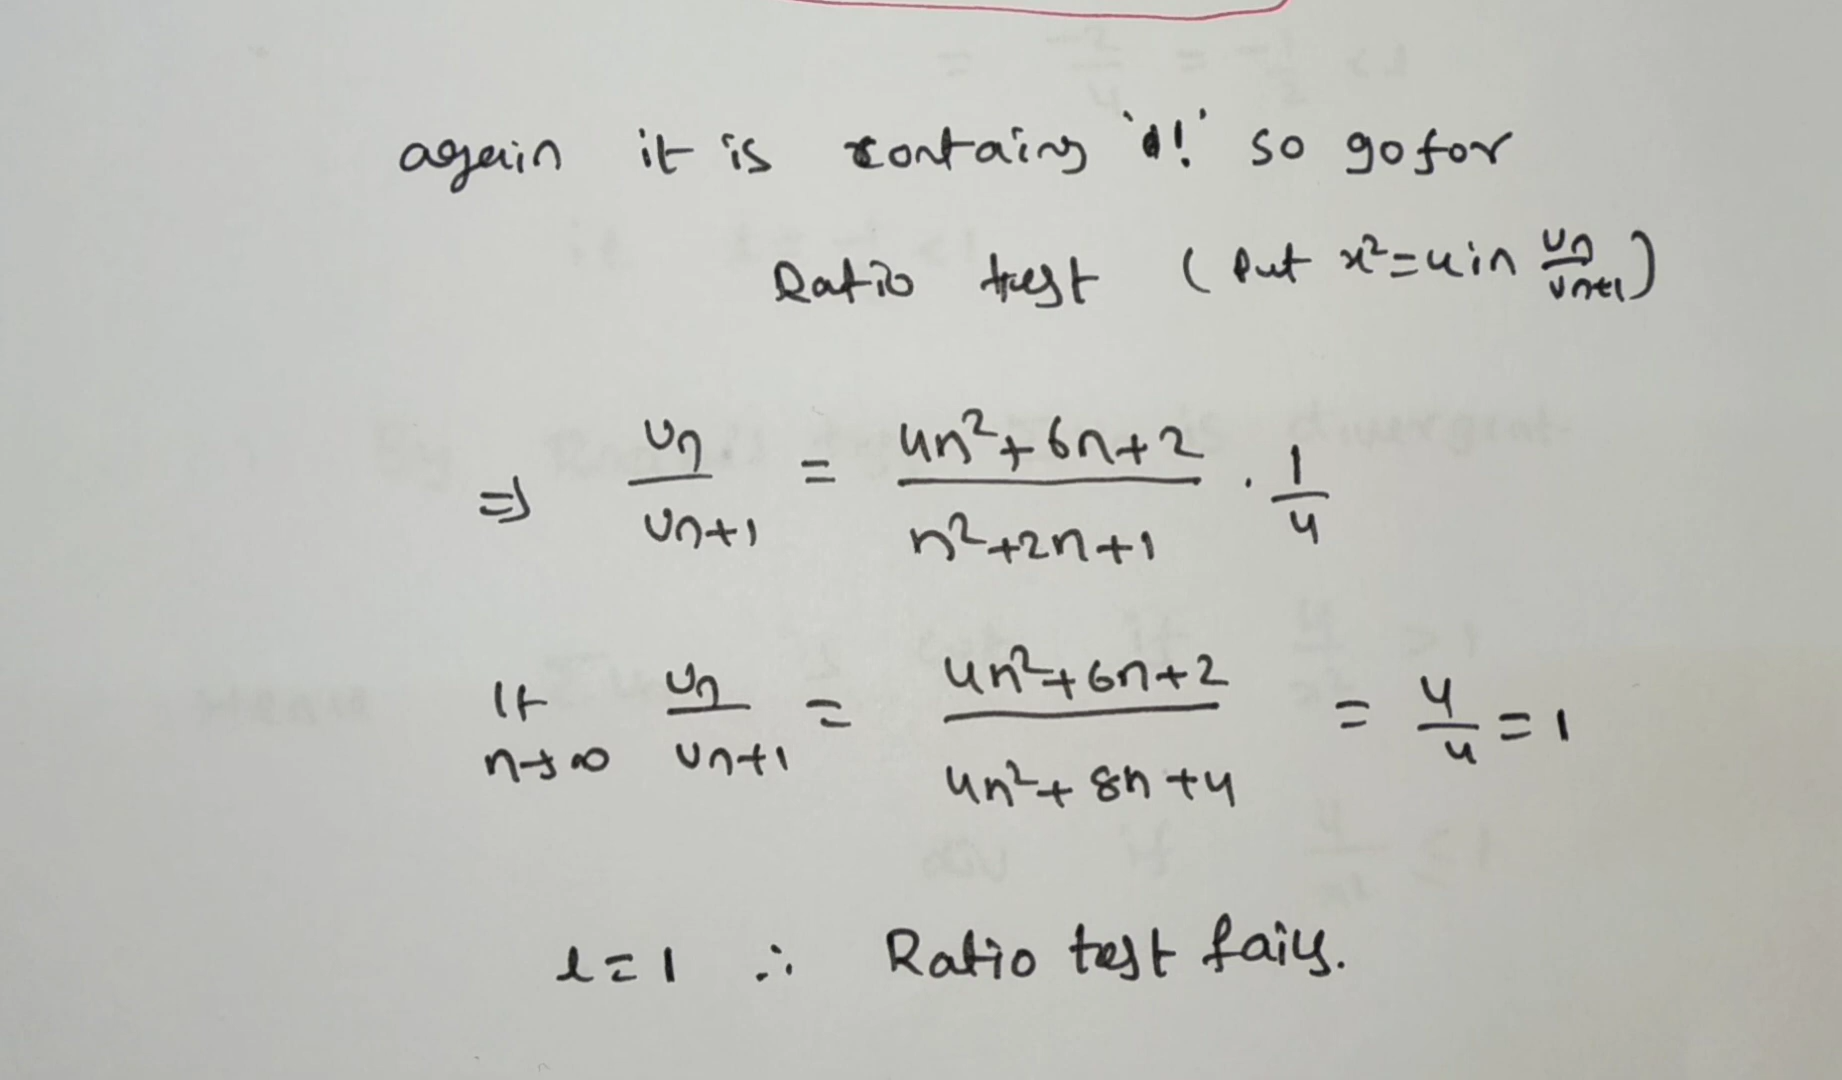 again it is containg 'n!' so go for
Ratio test (Put x²=4 in un/un+1)
⇒ un/un+1 = 4n²+6n+2/n²+2n+1 · 1/4
lt n→∞ un/un+1 = 4n²+6n+2/4n²+8n+4 = 4/4 = 1
l=1 ∴ Ratio test fails.